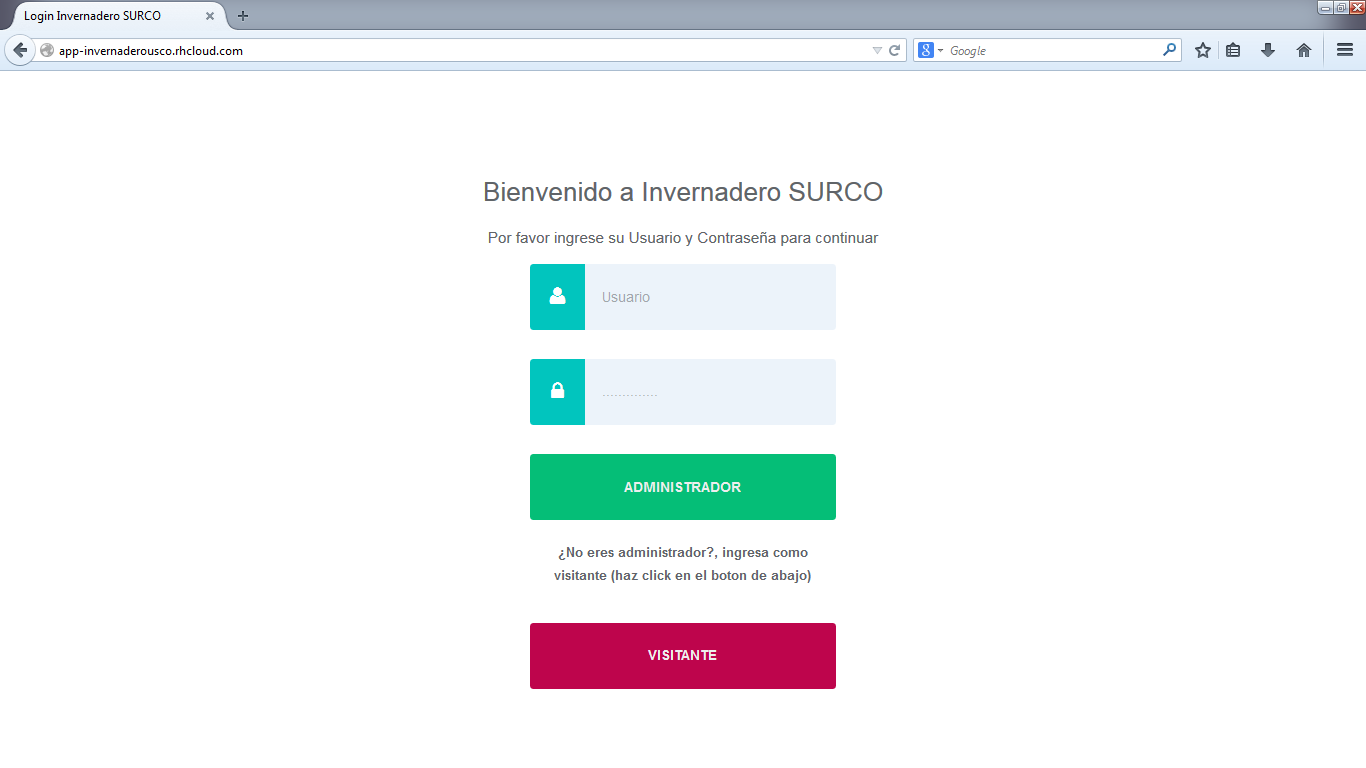 Login Invernadero SURCO
app-invernaderousco.rhcloud.com
Google
Bienvenido a Invernadero SURCO
Por favor ingrese su Usuario y Contraseña para continuar
Usuario
..............
ADMINISTRADOR
¿No eres administrador?, ingresa como
visitante (haz click en el boton de abajo)
VISITANTE